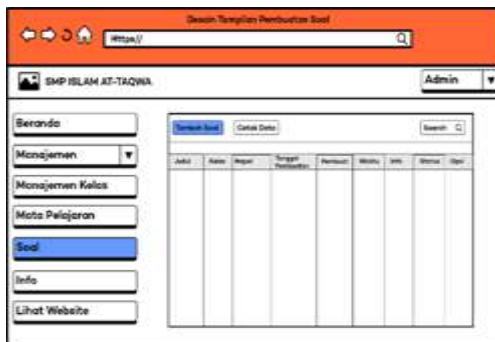 Desain Tampilan Pembuatan Soal
Https//
SMP ISLAM AT-TAQWA
Admin
Beranda
Manajemen
Manajemen Kelas
Mata Pelajaran
Soal
Info
Lihat Website
Tambah Soal
Cetak Data
Search
Judul
Kelas
Mapel
Tanggal
Pembuatan
Pembuat
Waktu
Info
Status
Opsi